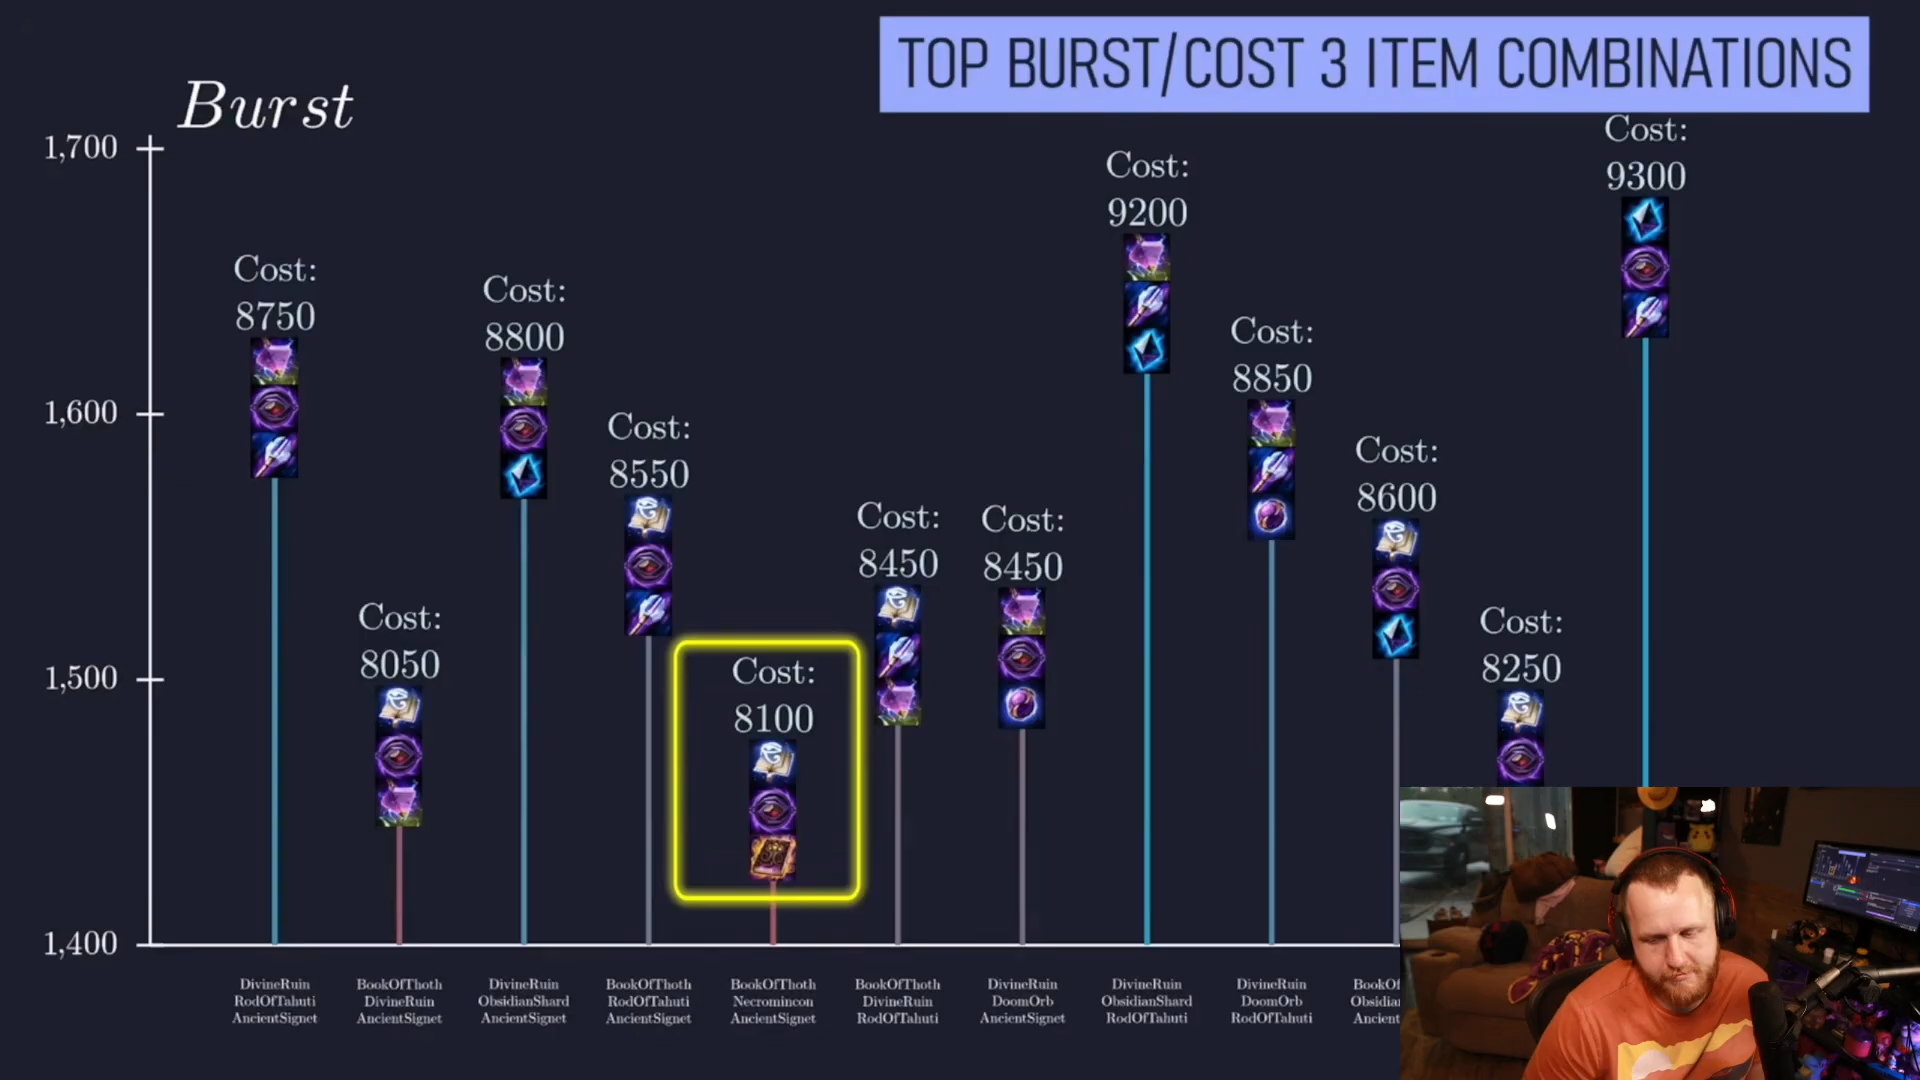 TOP BURST/COST 3 ITEM COMBINATIONS
Burst
1,700
1,600
1,500
1,400
Cost:
8750
Cost:
8050
Cost:
8800
Cost:
8550
Cost:
8100
Cost:
8450
Cost:
8450
Cost:
9200
Cost:
8850
Cost:
8600
Cost:
8250
Cost:
9300
DivineRuin
RodOfTahuti
AncientSignet
BookOfThoth
DivineRuin
AncientSignet
DivineRuin
ObsidianShard
AncientSignet
BookOfThoth
RodOfTahuti
AncientSignet
BookOfThoth
Necromincon
AncientSignet
BookOfThoth
DivineRuin
RodOfTahuti
DivineRuin
DoomOrb
AncientSignet
DivineRuin
ObsidianShard
RodOfTahuti
DivineRuin
DoomOrb
RodOfTahuti
BookOf
Obsidian
Ancient